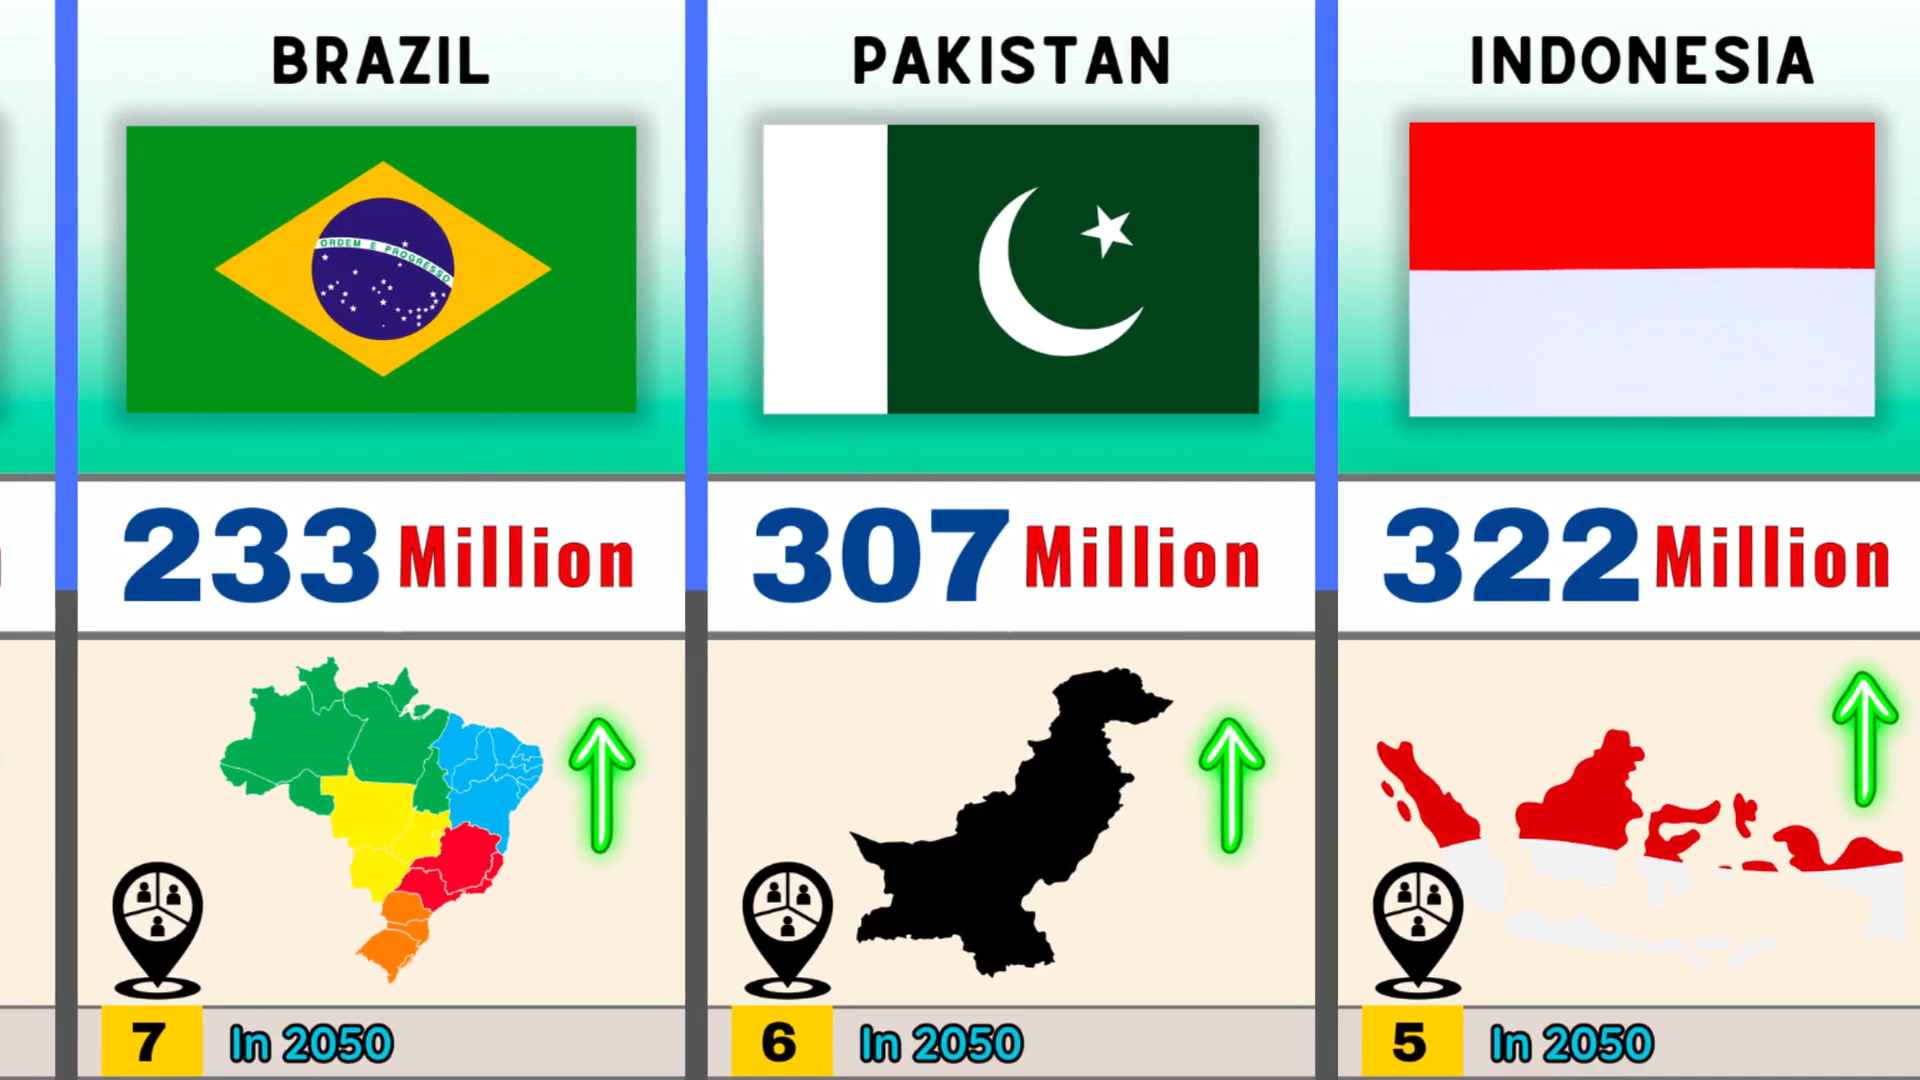 BRAZIL
PAKISTAN
INDONESIA
ORDEM E PROGRESSO
233 Million
307 Million
322 Million
7 In 2050
6 In 2050
5 In 2050